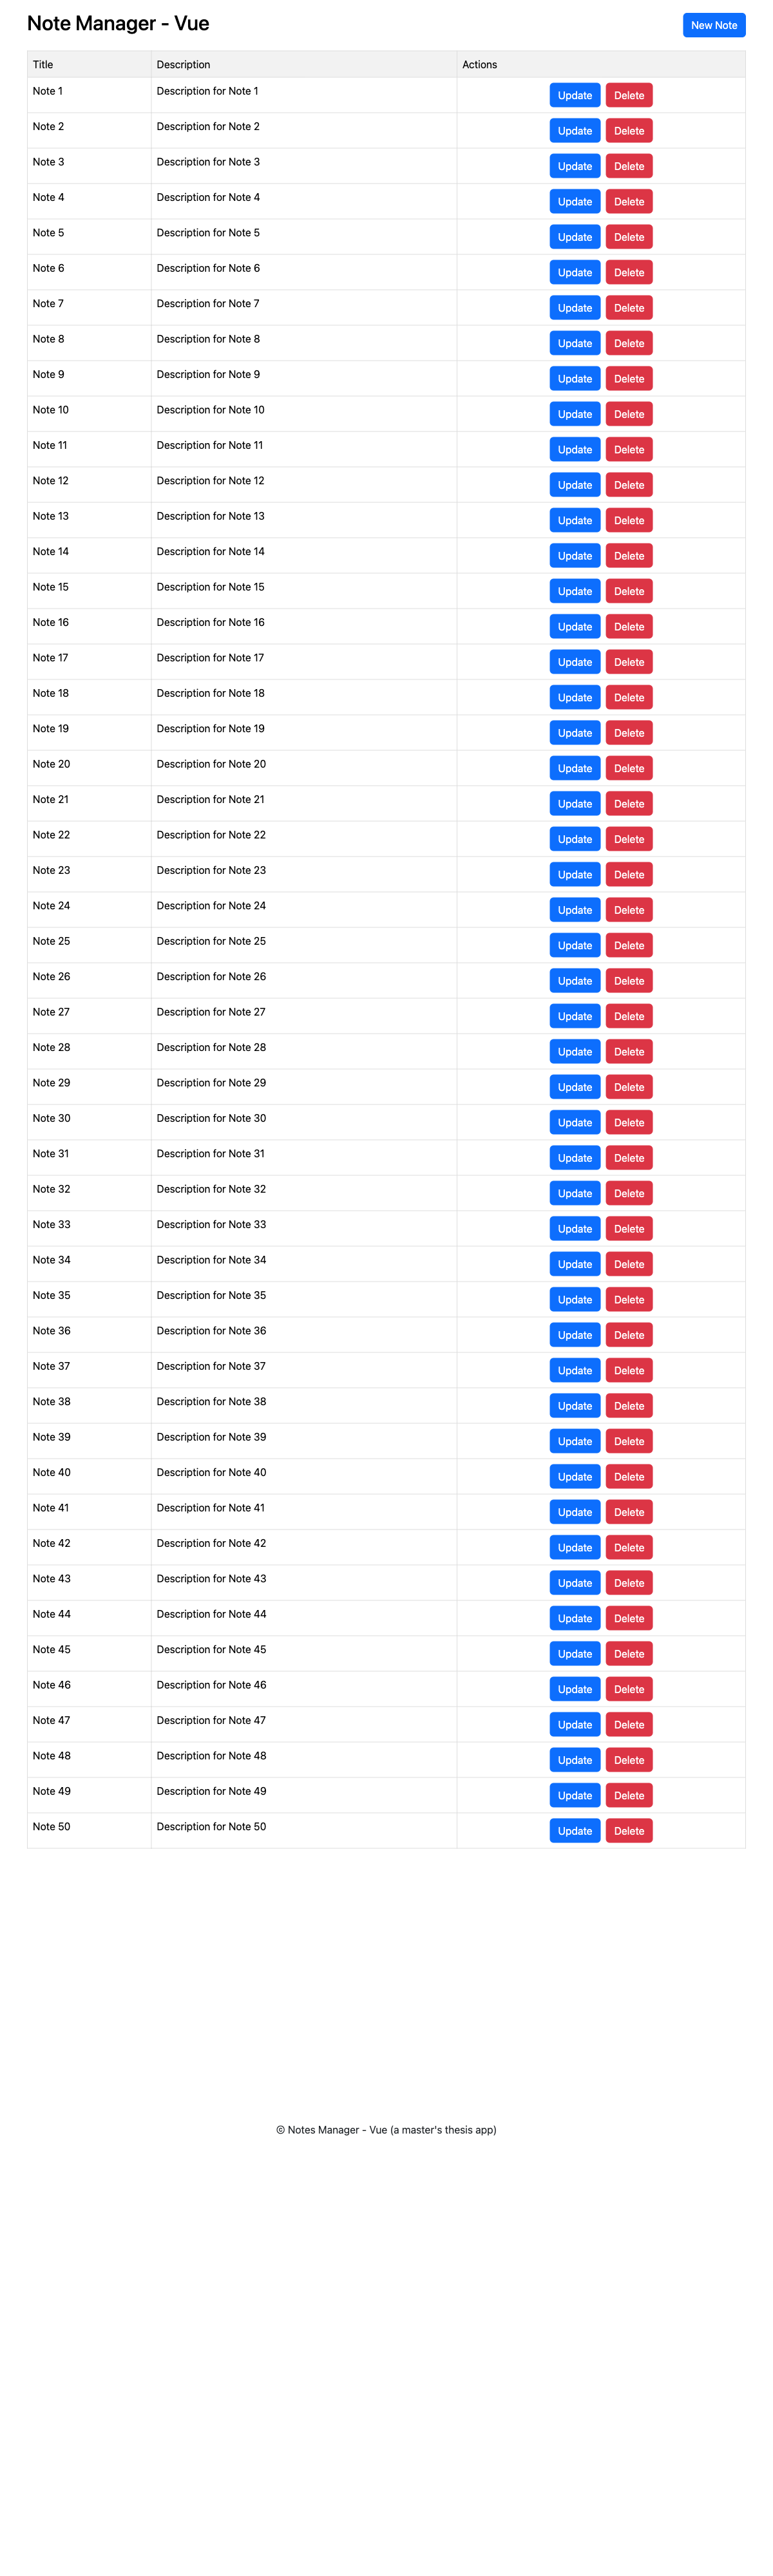 Note Manager - Vue New Note
Title Description Actions
Note 1 Description for Note 1 Update Delete
Note 2 Description for Note 2 Update Delete
Note 3 Description for Note 3 Update Delete
Note 4 Description for Note 4 Update Delete
Note 5 Description for Note 5 Update Delete
Note 6 Description for Note 6 Update Delete
Note 7 Description for Note 7 Update Delete
Note 8 Description for Note 8 Update Delete
Note 9 Description for Note 9 Update Delete
Note 10 Description for Note 10 Update Delete
Note 11 Description for Note 11 Update Delete
Note 12 Description for Note 12 Update Delete
Note 13 Description for Note 13 Update Delete
Note 14 Description for Note 14 Update Delete
Note 15 Description for Note 15 Update Delete
Note 16 Description for Note 16 Update Delete
Note 17 Description for Note 17 Update Delete
Note 18 Description for Note 18 Update Delete
Note 19 Description for Note 19 Update Delete
Note 20 Description for Note 20 Update Delete
Note 21 Description for Note 21 Update Delete
Note 22 Description for Note 22 Update Delete
Note 23 Description for Note 23 Update Delete
Note 24 Description for Note 24 Update Delete
Note 25 Description for Note 25 Update Delete
Note 26 Description for Note 26 Update Delete
Note 27 Description for Note 27 Update Delete
Note 28 Description for Note 28 Update Delete
Note 29 Description for Note 29 Update Delete
Note 30 Description for Note 30 Update Delete
Note 31 Description for Note 31 Update Delete
Note 32 Description for Note 32 Update Delete
Note 33 Description for Note 33 Update Delete
Note 34 Description for Note 34 Update Delete
Note 35 Description for Note 35 Update Delete
Note 36 Description for Note 36 Update Delete
Note 37 Description for Note 37 Update Delete
Note 38 Description for Note 38 Update Delete
Note 39 Description for Note 39 Update Delete
Note 40 Description for Note 40 Update Delete
Note 41 Description for Note 41 Update Delete
Note 42 Description for Note 42 Update Delete
Note 43 Description for Note 43 Update Delete
Note 44 Description for Note 44 Update Delete
Note 45 Description for Note 45 Update Delete
Note 46 Description for Note 46 Update Delete
Note 47 Description for Note 47 Update Delete
Note 48 Description for Note 48 Update Delete
Note 49 Description for Note 49 Update Delete
Note 50 Description for Note 50 Update Delete
© Notes Manager - Vue (a master's thesis app)